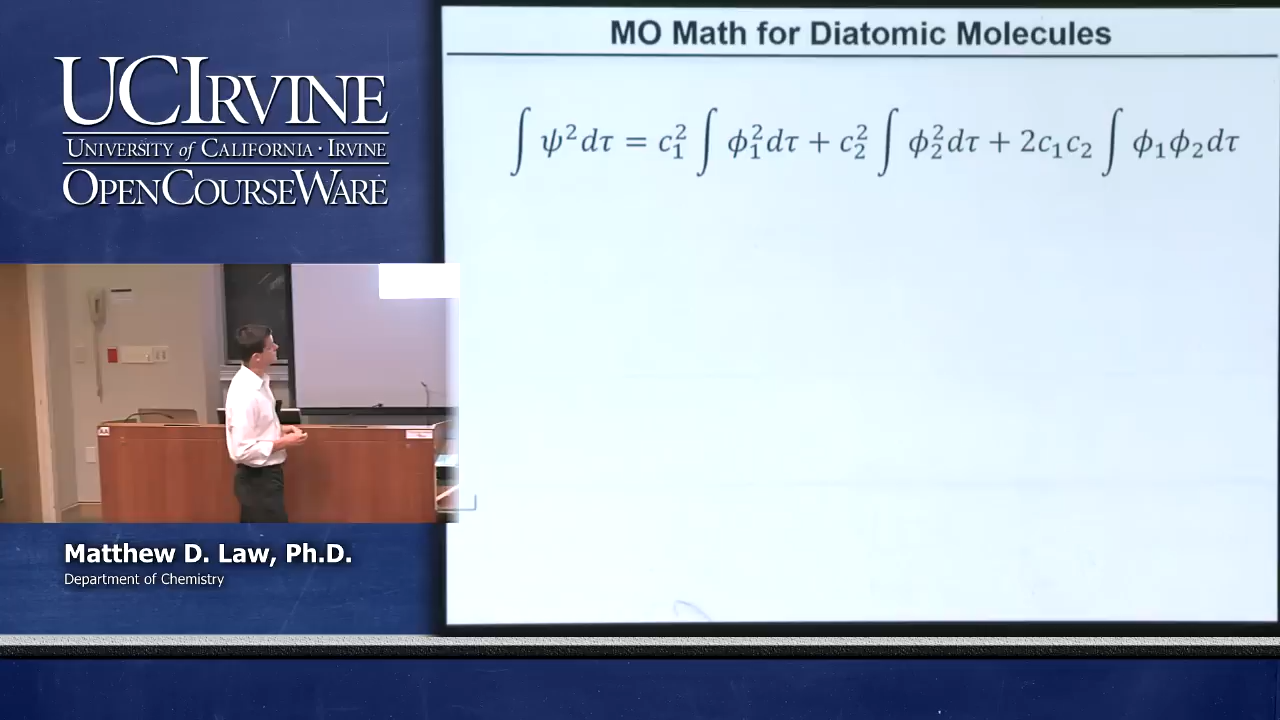 UCIRVINE
UNIVERSITY of CALIFORNIA · IRVINE
OPENCOURSEWARE
Matthew D. Law, Ph.D.
Department of Chemistry
MO Math for Diatomic Molecules
∫ ψ²dτ = c₁² ∫ ϕ₁²dτ + c₂² ∫ ϕ₂²dτ + 2c₁c₂ ∫ ϕ₁ϕ₂dτ